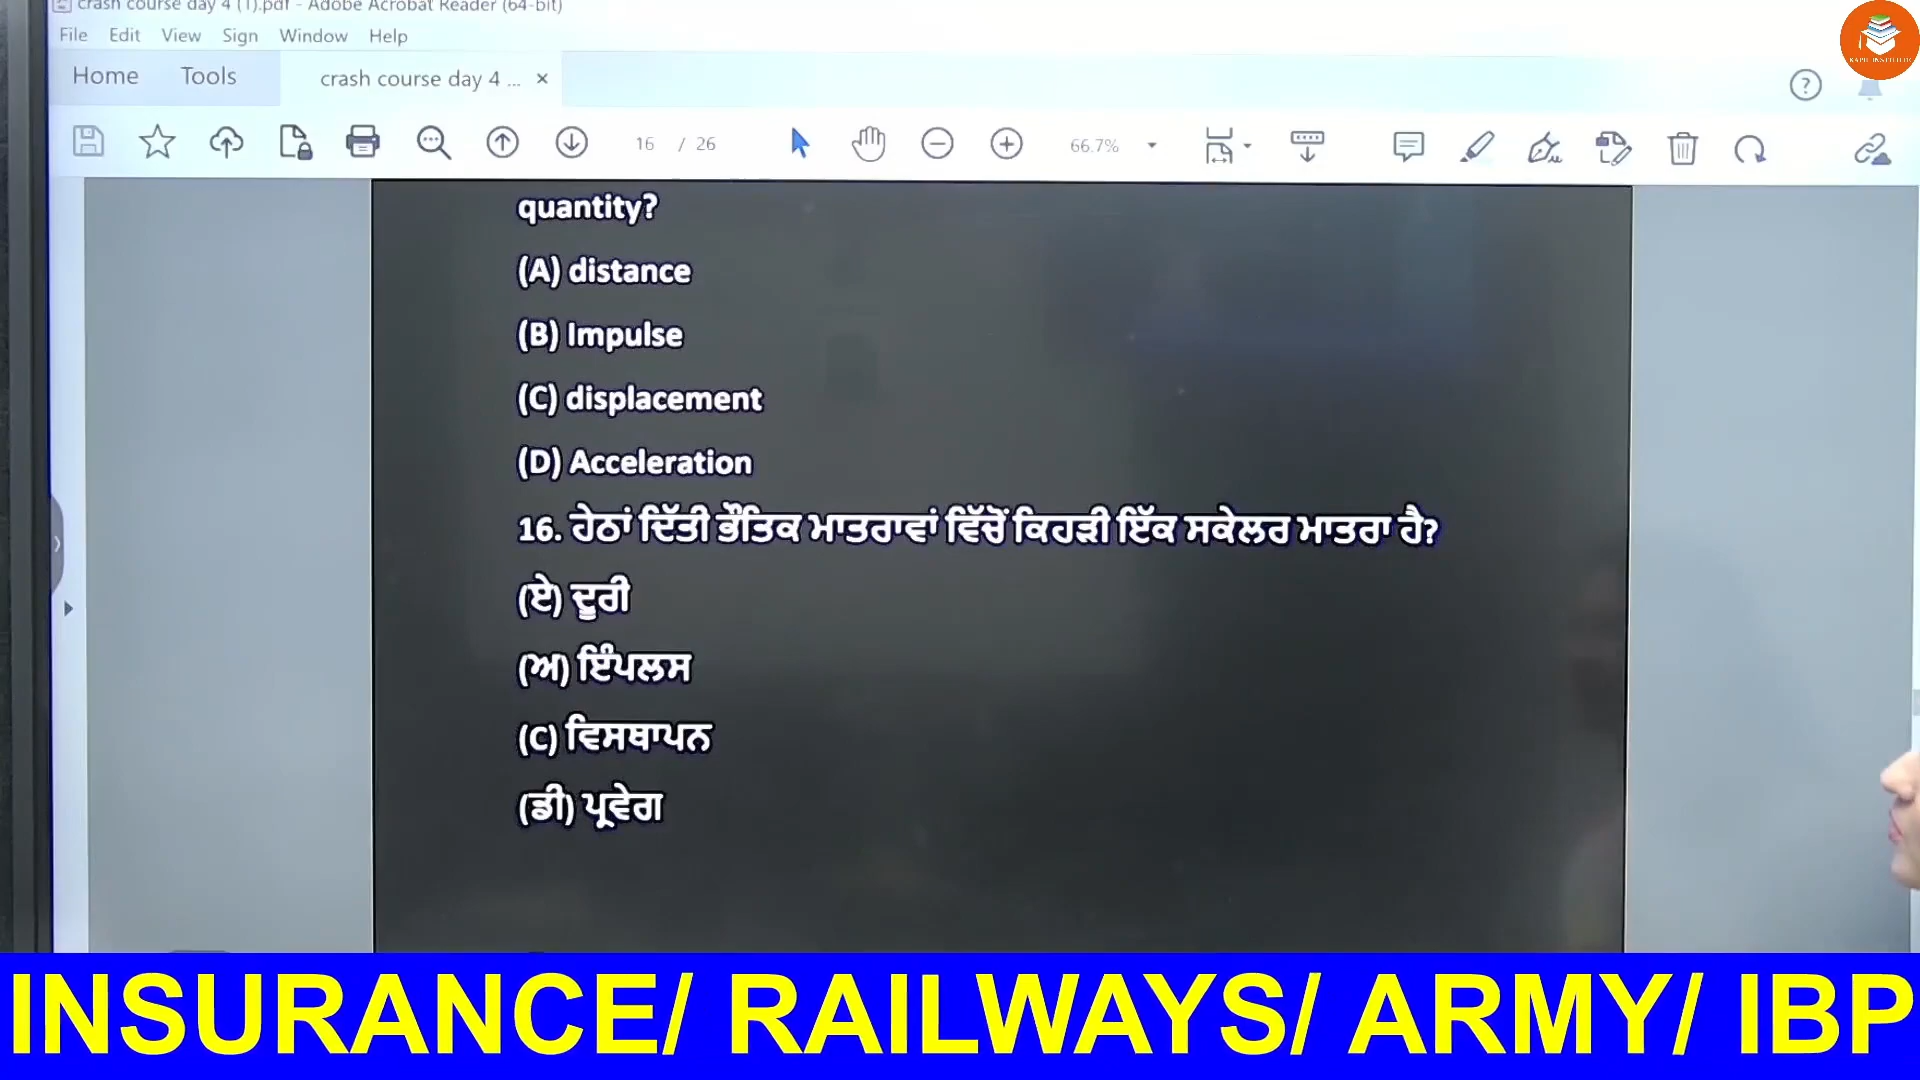 crash course day 4 (1).pdf - Adobe Acrobat Reader (64-bit)
File Edit View Sign Window Help
Home Tools crash course day 4 ... ×
16 / 26 66.7%
quantity?
(A) distance
(B) Impulse
(C) displacement
(D) Acceleration
16. ਹੇਠਾਂ ਦਿੱਤੀ ਭੌਤਿਕ ਮਾਤਰਾਵਾਂ ਵਿੱਚੋਂ ਕਿਹੜੀ ਇੱਕ ਸਕੇਲਰ ਮਾਤਰਾ ਹੈ?
(ਏ) ਦੂਰੀ
(ਅ) ਇੰਪਲਸ
(C) ਵਿਸਥਾਪਨ
(ਡੀ) ਪ੍ਰਵੇਗ
INSURANCE/ RAILWAYS/ ARMY/ IBP